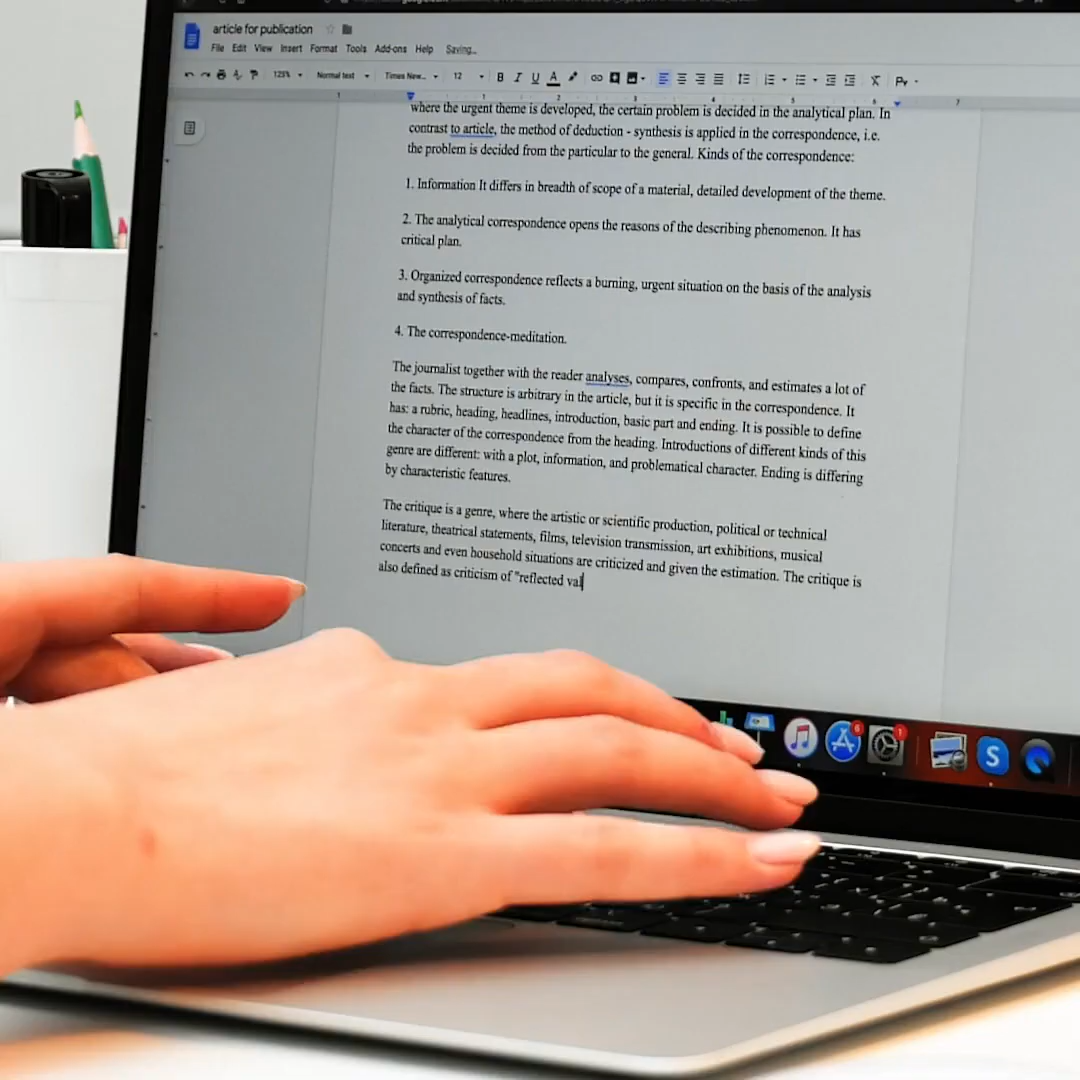 article for publication
File Edit View Insert Format Tools Add-ons Help Saving...
125% Normal text Times New... 12 B I U A
1 1 2 3 4 5 6 7
where the urgent theme is developed, the certain problem is decided in the analytical plan. In
contrast to article, the method of deduction - synthesis is applied in the correspondence, i.e.
the problem is decided from the particular to the general. Kinds of the correspondence:
1. Information It differs in breadth of scope of a material, detailed development of the theme.
2. The analytical correspondence opens the reasons of the describing phenomenon. It has
critical plan.
3. Organized correspondence reflects a burning, urgent situation on the basis of the analysis
and synthesis of facts.
4. The correspondence-meditation.
The journalist together with the reader analyses, compares, confronts, and estimates a lot of
the facts. The structure is arbitrary in the article, but it is specific in the correspondence. It
has: a rubric, heading, headlines, introduction, basic part and ending. It is possible to define
the character of the correspondence from the heading. Introductions of different kinds of this
genre are different: with a plot, information, and problematical character. Ending is differing
by characteristic features.
The critique is a genre, where the artistic or scientific production, political or technical
literature, theatrical statements, films, television transmission, art exhibitions, musical
concerts and even household situations are criticized and given the estimation. The critique is
also defined as criticism of "reflected val
6 1 S